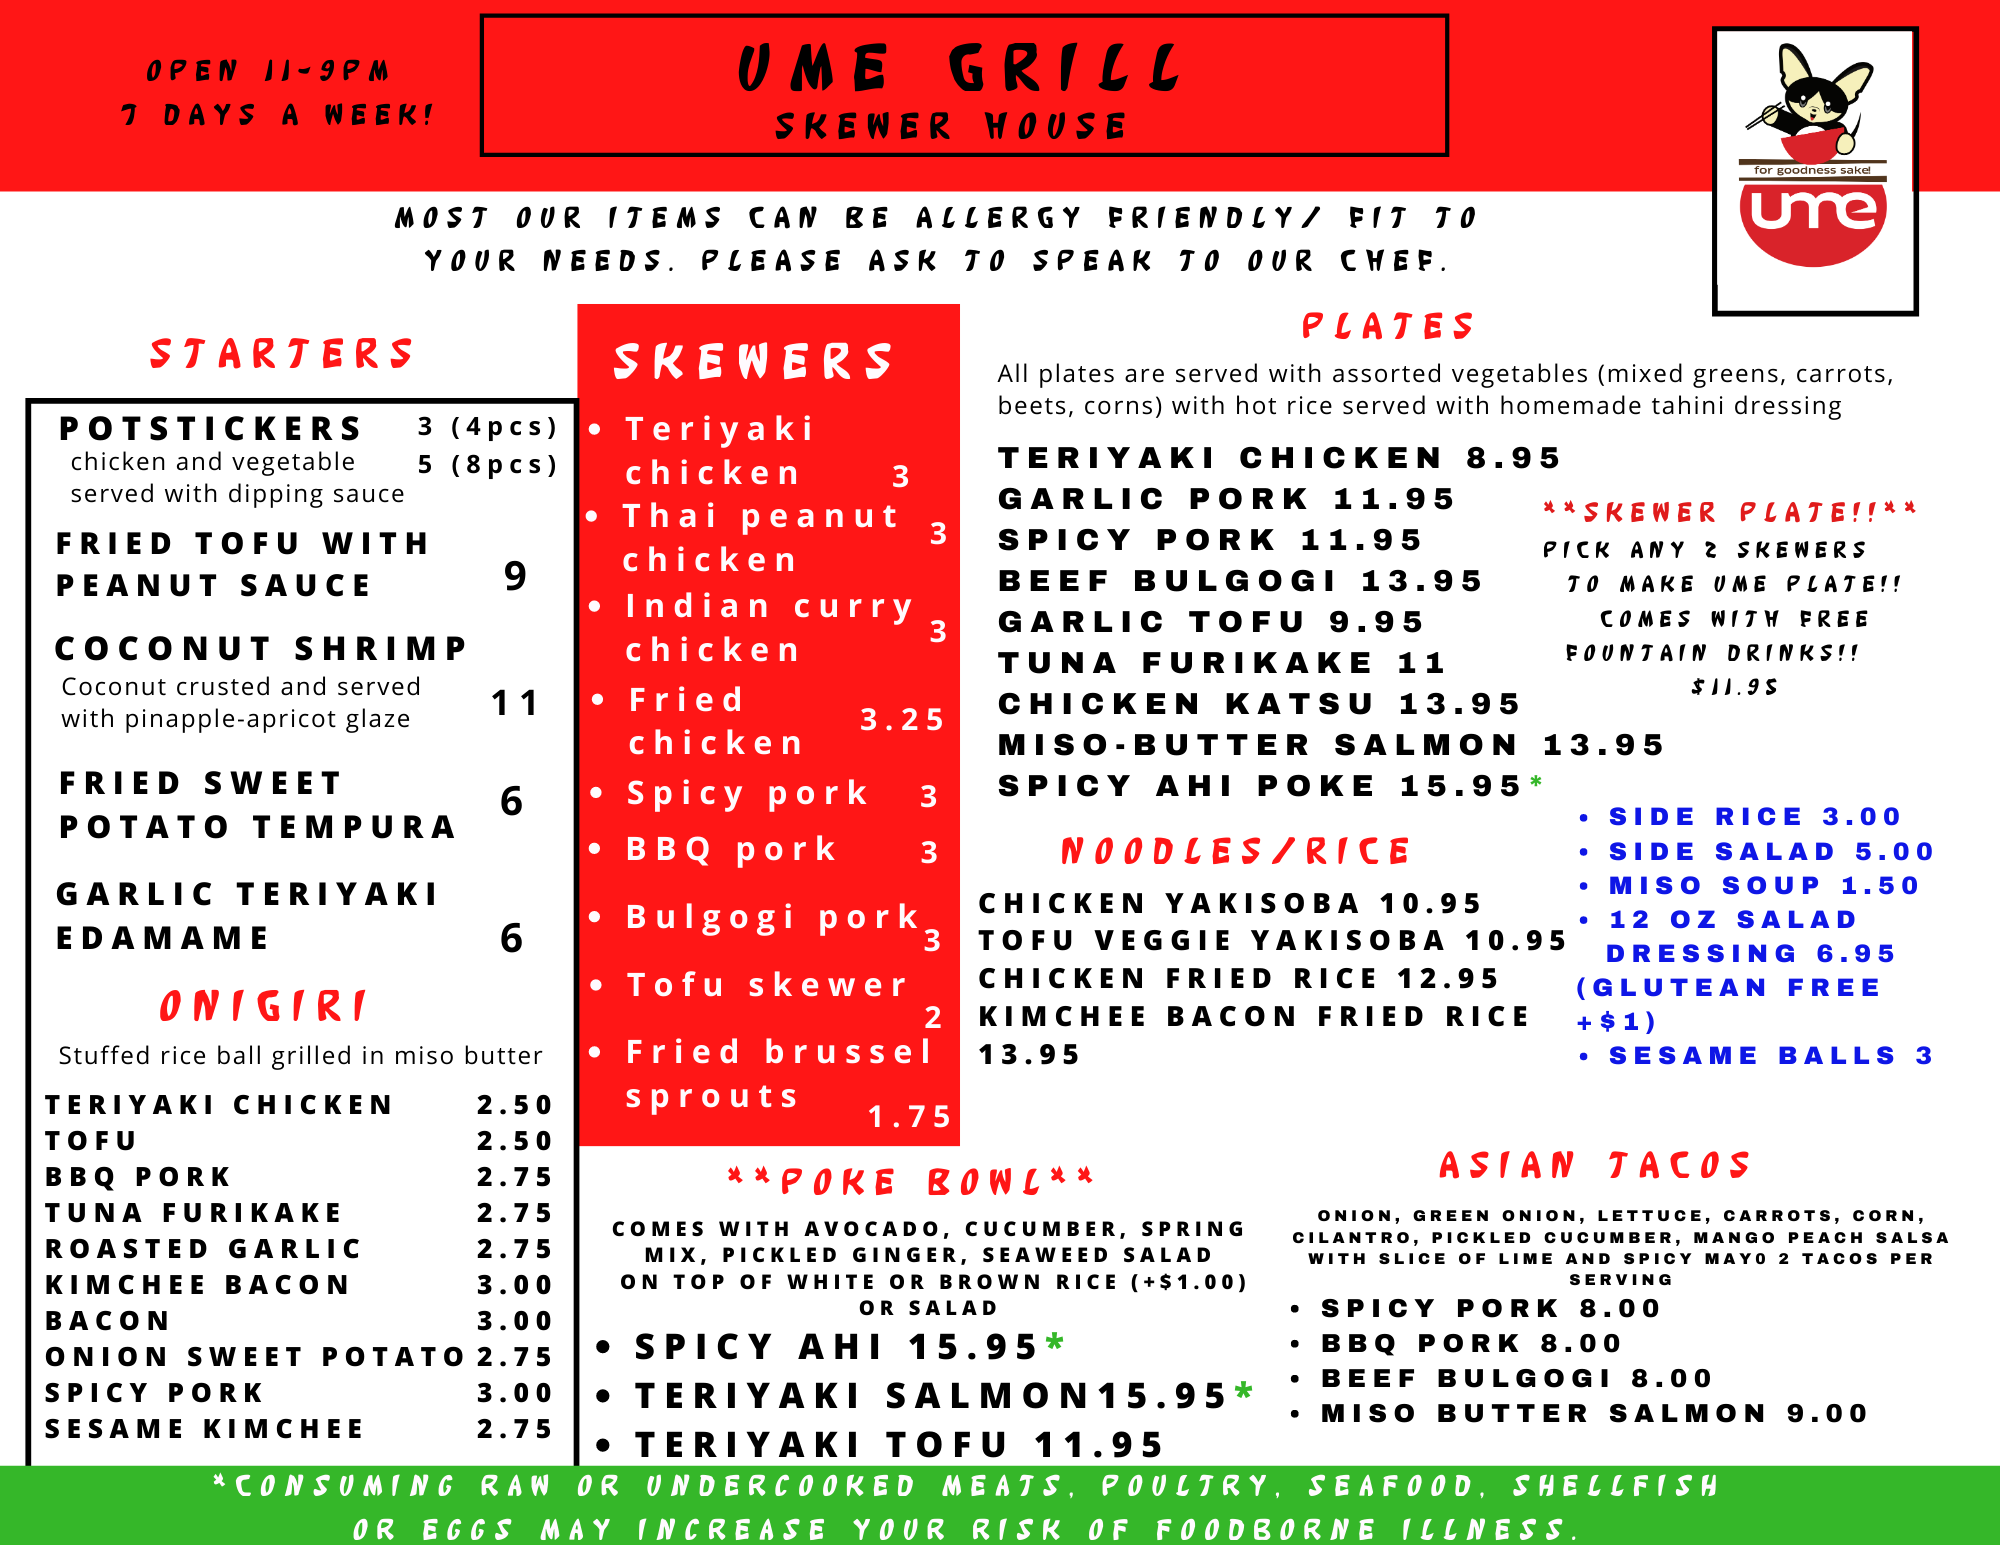 OPEN 11-9PM
7 DAYS A WEEK!
UME GRILL
SKEWER HOUSE
for goodness sake!
ume
MOST OUR ITEMS CAN BE ALLERGY FRIENDLY/ FIT TO
YOUR NEEDS. PLEASE ASK TO SPEAK TO OUR CHEF.
STARTERS
POTSTICKERS 3 (4pcs)
chicken and vegetable 5 (8pcs)
served with dipping sauce
FRIED TOFU WITH
PEANUT SAUCE 9
COCONUT SHRIMP
Coconut crusted and served 11
with pinapple-apricot glaze
FRIED SWEET
POTATO TEMPURA 6
GARLIC TERIYAKI
EDAMAME 6
ONIGIRI
Stuffed rice ball grilled in miso butter
TERIYAKI CHICKEN 2.50
TOFU 2.50
BBQ PORK 2.75
TUNA FURIKAKE 2.75
ROASTED GARLIC 2.75
KIMCHEE BACON 3.00
BACON 3.00
ONION SWEET POTATO 2.75
SPICY PORK 3.00
SESAME KIMCHEE 2.75
SKEWERS
• Teriyaki
chicken 3
• Thai peanut
chicken 3
• Indian curry
chicken 3
• Fried
chicken 3.25
• Spicy pork 3
• BBQ pork 3
• Bulgogi pork 3
• Tofu skewer
2
• Fried brussel
sprouts 1.75
PLATES
All plates are served with assorted vegetables (mixed greens, carrots,
beets, corns) with hot rice served with homemade tahini dressing
TERIYAKI CHICKEN 8.95
GARLIC PORK 11.95
SPICY PORK 11.95
BEEF BULGOGI 13.95
GARLIC TOFU 9.95
TUNA FURIKAKE 11
CHICKEN KATSU 13.95
MISO-BUTTER SALMON 13.95
SPICY AHI POKE 15.95*
**SKEWER PLATE!!**
PICK ANY 2 SKEWERS
TO MAKE UME PLATE!!
COMES WITH FREE
FOUNTAIN DRINKS!!
$11.95
NOODLES/RICE
CHICKEN YAKISOBA 10.95
TOFU VEGGIE YAKISOBA 10.95
CHICKEN FRIED RICE 12.95
KIMCHEE BACON FRIED RICE
13.95
• SIDE RICE 3.00
• SIDE SALAD 5.00
• MISO SOUP 1.50
• 12 OZ SALAD
DRESSING 6.95
(GLUTEAN FREE
+$1)
• SESAME BALLS 3
**POKE BOWL**
COMES WITH AVOCADO, CUCUMBER, SPRING
MIX, PICKLED GINGER, SEAWEED SALAD
ON TOP OF WHITE OR BROWN RICE (+$1.00)
OR SALAD
• SPICY AHI 15.95*
• TERIYAKI SALMON15.95*
• TERIYAKI TOFU 11.95
ASIAN TACOS
ONION, GREEN ONION, LETTUCE, CARROTS, CORN,
CILANTRO, PICKLED CUCUMBER, MANGO PEACH SALSA
WITH SLICE OF LIME AND SPICY MAY0 2 TACOS PER
SERVING
• SPICY PORK 8.00
• BBQ PORK 8.00
• BEEF BULGOGI 8.00
• MISO BUTTER SALMON 9.00
*CONSUMING RAW OR UNDERCOOKED MEATS, POULTRY, SEAFOOD, SHELLFISH
OR EGGS MAY INCREASE YOUR RISK OF FOODBORNE ILLNESS.